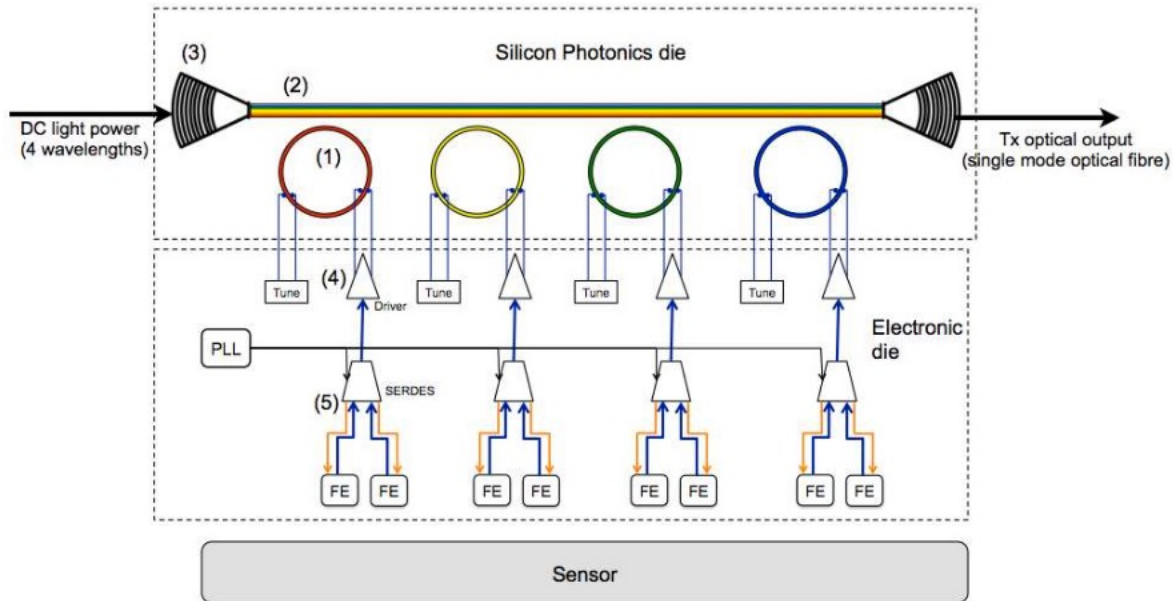 Silicon Photonics die
(3)
(2)
DC light power
(4 wavelengths)
Tx optical output
(single mode optical fibre)
(1)
(4)
Tune
Tune
Tune
Tune
Driver
Electronic
die
PLL
SERDES
(5)
FE FE FE FE FE FE FE FE
Sensor